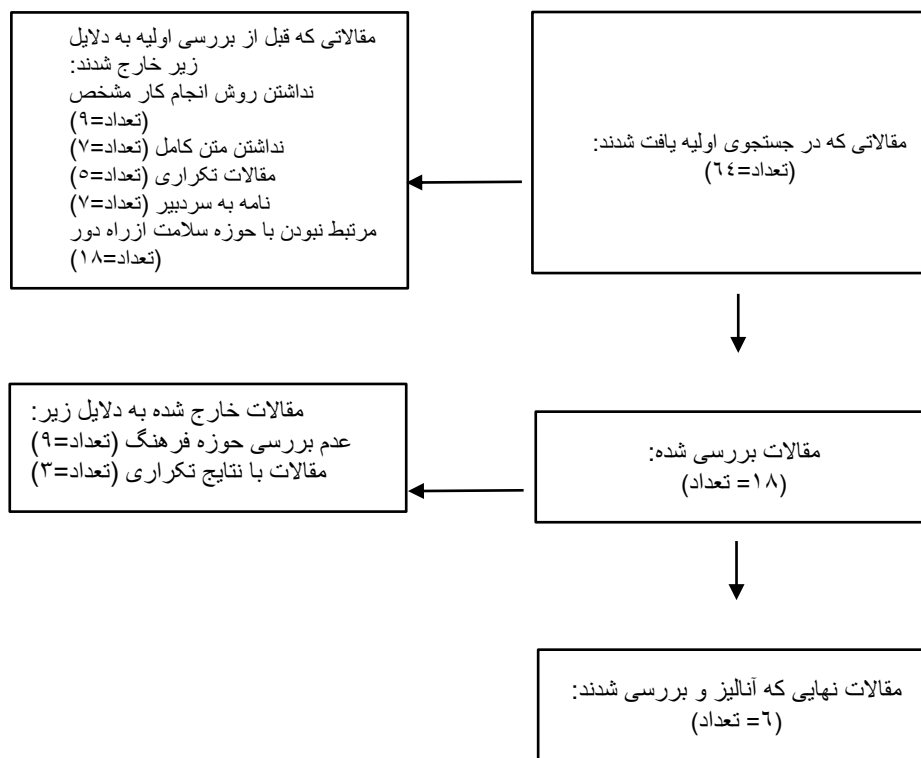 مقالاتی که در جستجوی اولیه یافت شدند:
(تعداد=٦٤)
مقالاتی که قبل از بررسی اولیه به دلایل
زیر خارج شدند:
نداشتن روش انجام کار مشخص
(تعداد=٩)
نداشتن متن کامل (تعداد=٧)
مقالات تکراری (تعداد=٥)
نامه به سردبیر (تعداد=٧)
مرتبط نبودن با حوزه سلامت ازراه دور
(تعداد=١٨)
مقالات بررسی شده:
(١٨= تعداد)
مقالات خارج شده به دلایل زیر:
عدم بررسی حوزه فرهنگ (تعداد=٩)
مقالات با نتایج تکراری (تعداد=٣)
مقالات نهایی که آنالیز و بررسی شدند:
(٦= تعداد)